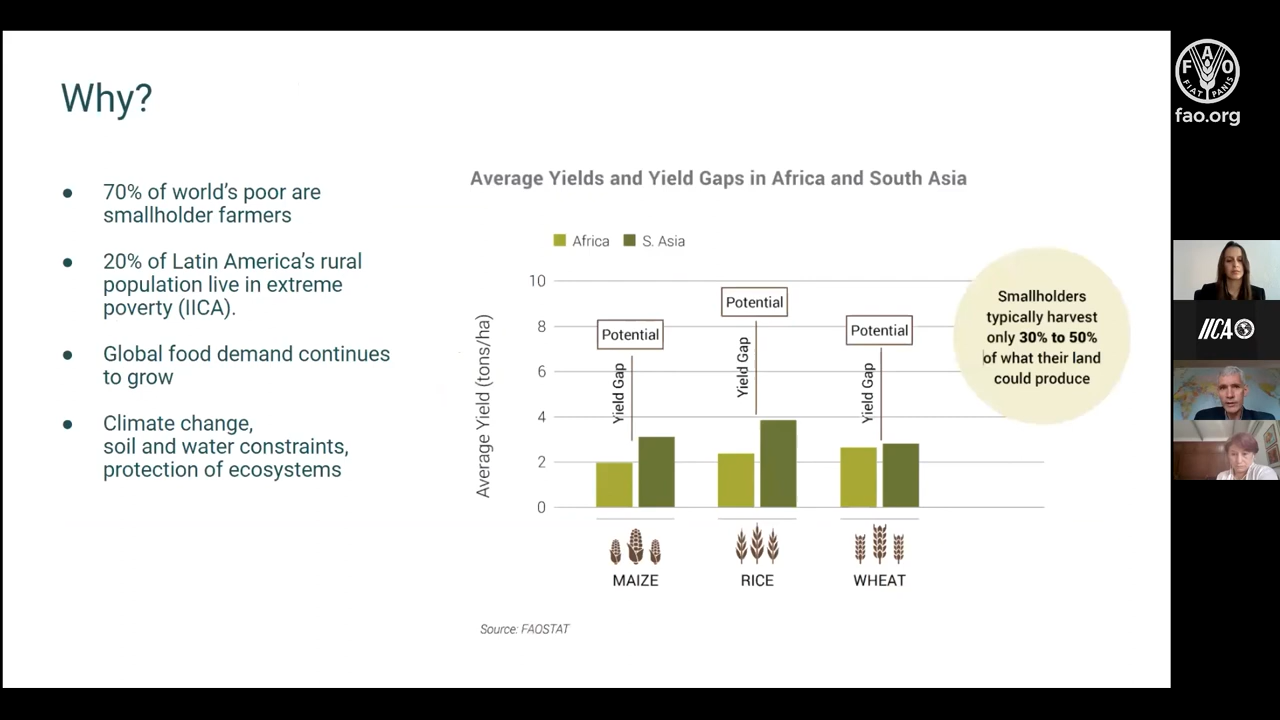 Why?
● 70% of world's poor are
smallholder farmers
● 20% of Latin America's rural
population live in extreme
poverty (IICA).
● Global food demand continues
to grow
● Climate change,
soil and water constraints,
protection of ecosystems
Average Yields and Yield Gaps in Africa and South Asia
Africa S. Asia
Average Yield (tons/ha)
10
8
6
4
2
0
Potential
Yield Gap
Potential
Yield Gap
Potential
Yield Gap
MAIZE RICE WHEAT
Smallholders
typically harvest
only 30% to 50%
of what their land
could produce
Source: FAOSTAT
FAO
FIAT PANIS
fao.org
IICA